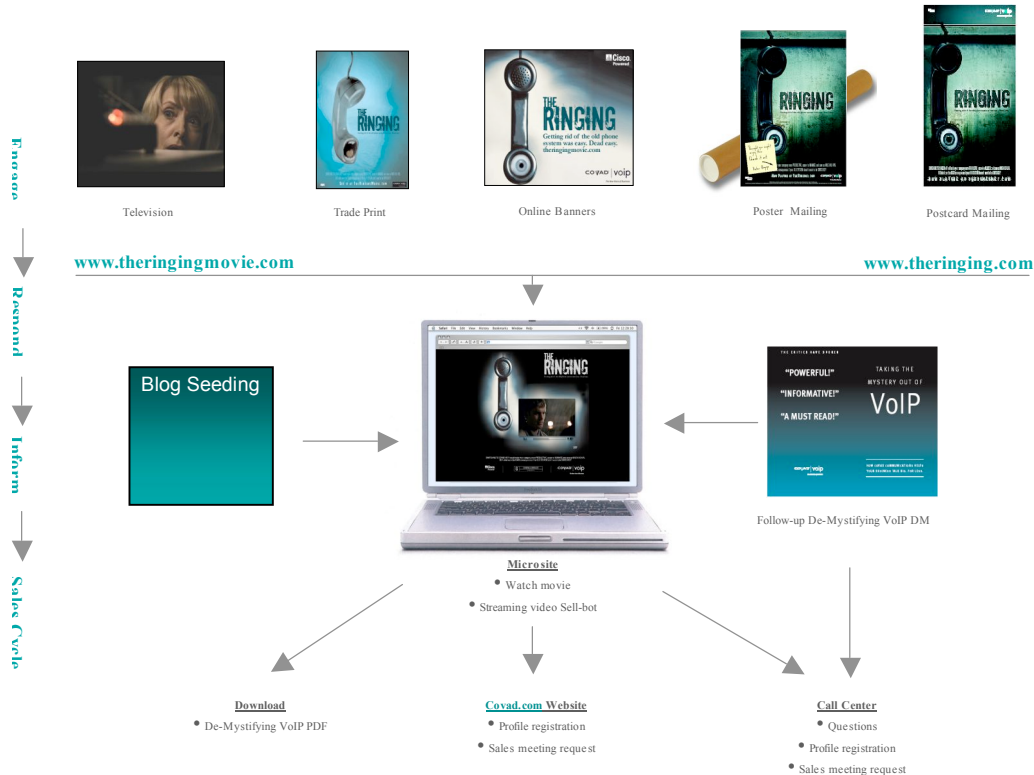 Engage
Television
THE
RINGING
Trade Print
Cisco
Powered
THE
RINGING
Getting rid of the old phone
system was easy. Dead easy.
theringingmovie.com
COVAD | voip
Online Banners
RINGING
Poster Mailing
RINGING
Postcard Mailing
www.theringingmovie.com
www.theringing.com
Respond
Blog Seeding
THE
RINGING
"POWERFUL!"
"INFORMATIVE!"
"A MUST READ!"
TAKING THE
MYSTERY OUT OF
VoIP
Follow-up De-Mystifying VoIP DM
Inform
Microsite
• Watch movie
• Streaming video Sell-bot
Sales Cycle
Download
• De-Mystifying VoIP PDF
Covad.com Website
• Profile registration
• Sales meeting request
Call Center
• Questions
• Profile registration
• Sales meeting request